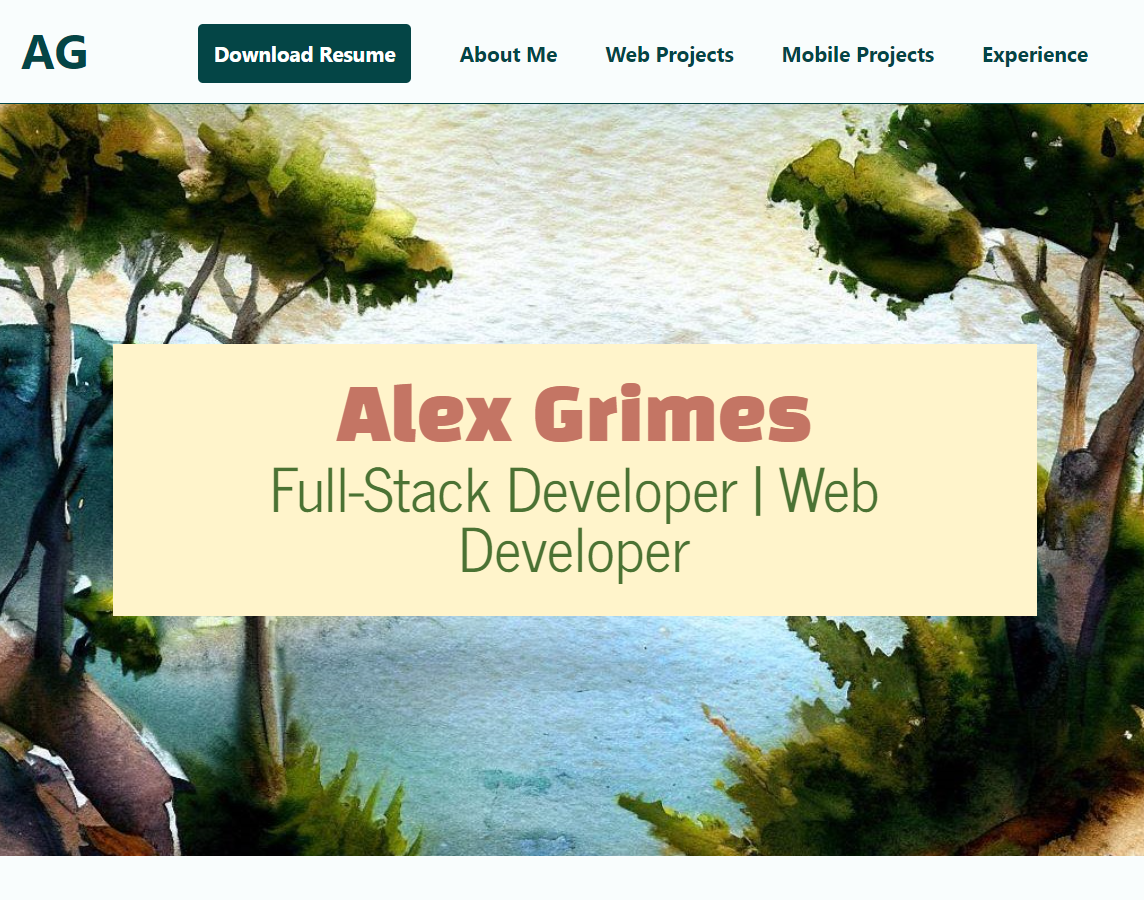 AG
Download Resume
About Me
Web Projects
Mobile Projects
Experience
Alex Grimes
Full-Stack Developer | Web
Developer